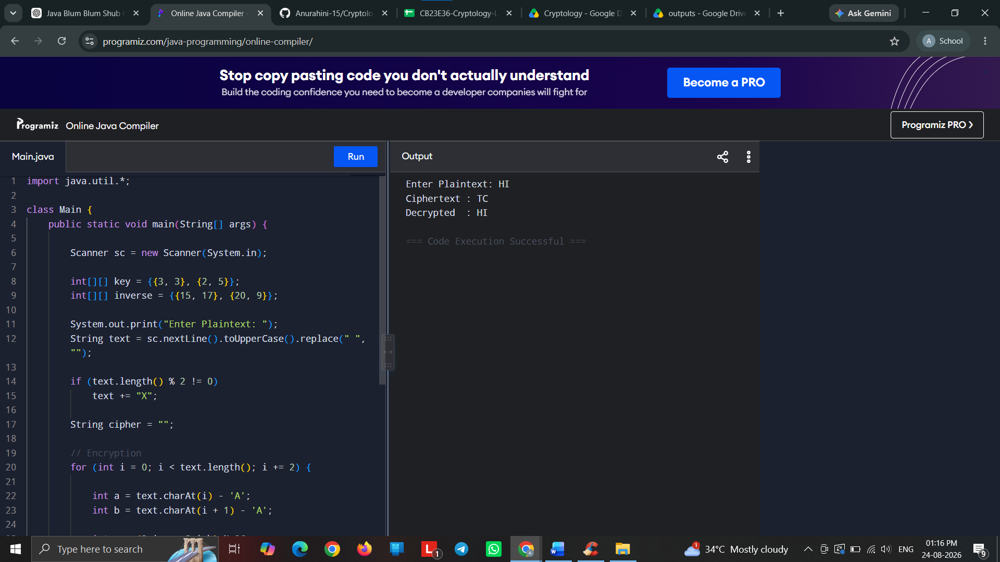 Java Blum Blum Shub
Online Java Compiler -
Anurahini-15/Cryptolo
CB23E36-Cryptology-L
Cryptology - Google D
outputs - Google Drive
Ask Gemini
programiz.com/java-programming/online-compiler/
A School
Stop copy pasting code you don't actually understand
Build the coding confidence you need to become a developer companies will fight for
Become a PRO
Programiz Online Java Compiler
Programiz PRO
Main.java
Run
Output
1 import java.util.*;
2
3 class Main {
4 public static void main(String[] args) {
5
6 Scanner sc = new Scanner(System.in);
7
8 int[][] key = {{3, 3}, {2, 5}};
9 int[][] inverse = {{15, 17}, {20, 9}};
10
11 System.out.print("Enter Plaintext: ");
12 String text = sc.nextLine().toUpperCase().replace(" ",
"");
13
14 if (text.length() % 2 != 0)
15 text += "X";
16
17 String cipher = "";
18
19 // Encryption
20 for (int i = 0; i < text.length(); i += 2) {
21
22 int a = text.charAt(i) - 'A';
23 int b = text.charAt(i + 1) - 'A';
24
Enter Plaintext: HI
Ciphertext : TC
Decrypted  : HI
=== Code Execution Successful ===
Type here to search
L 1
W
1
34°C Mostly cloudy
ENG
01:16 PM
24-08-2026
9